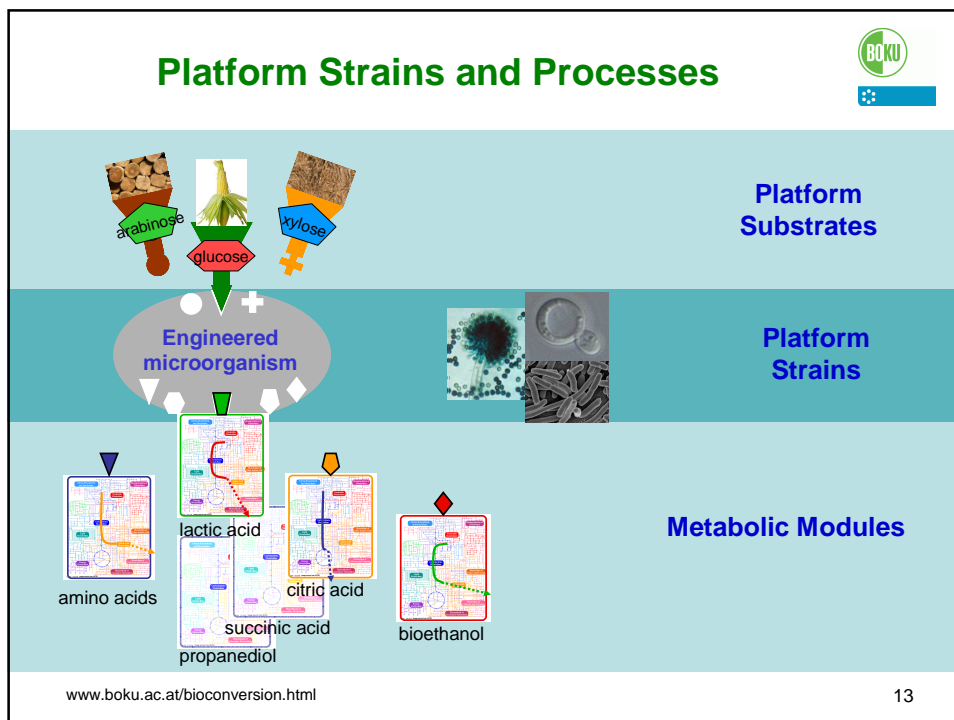 Platform Strains and Processes
BOKU
arabinose
glucose
xylose
Platform
Substrates
Engineered
microorganism
Platform
Strains
lactic acid
amino acids
citric acid
succinic acid
propanediol
bioethanol
Metabolic Modules
www.boku.ac.at/bioconversion.html
13